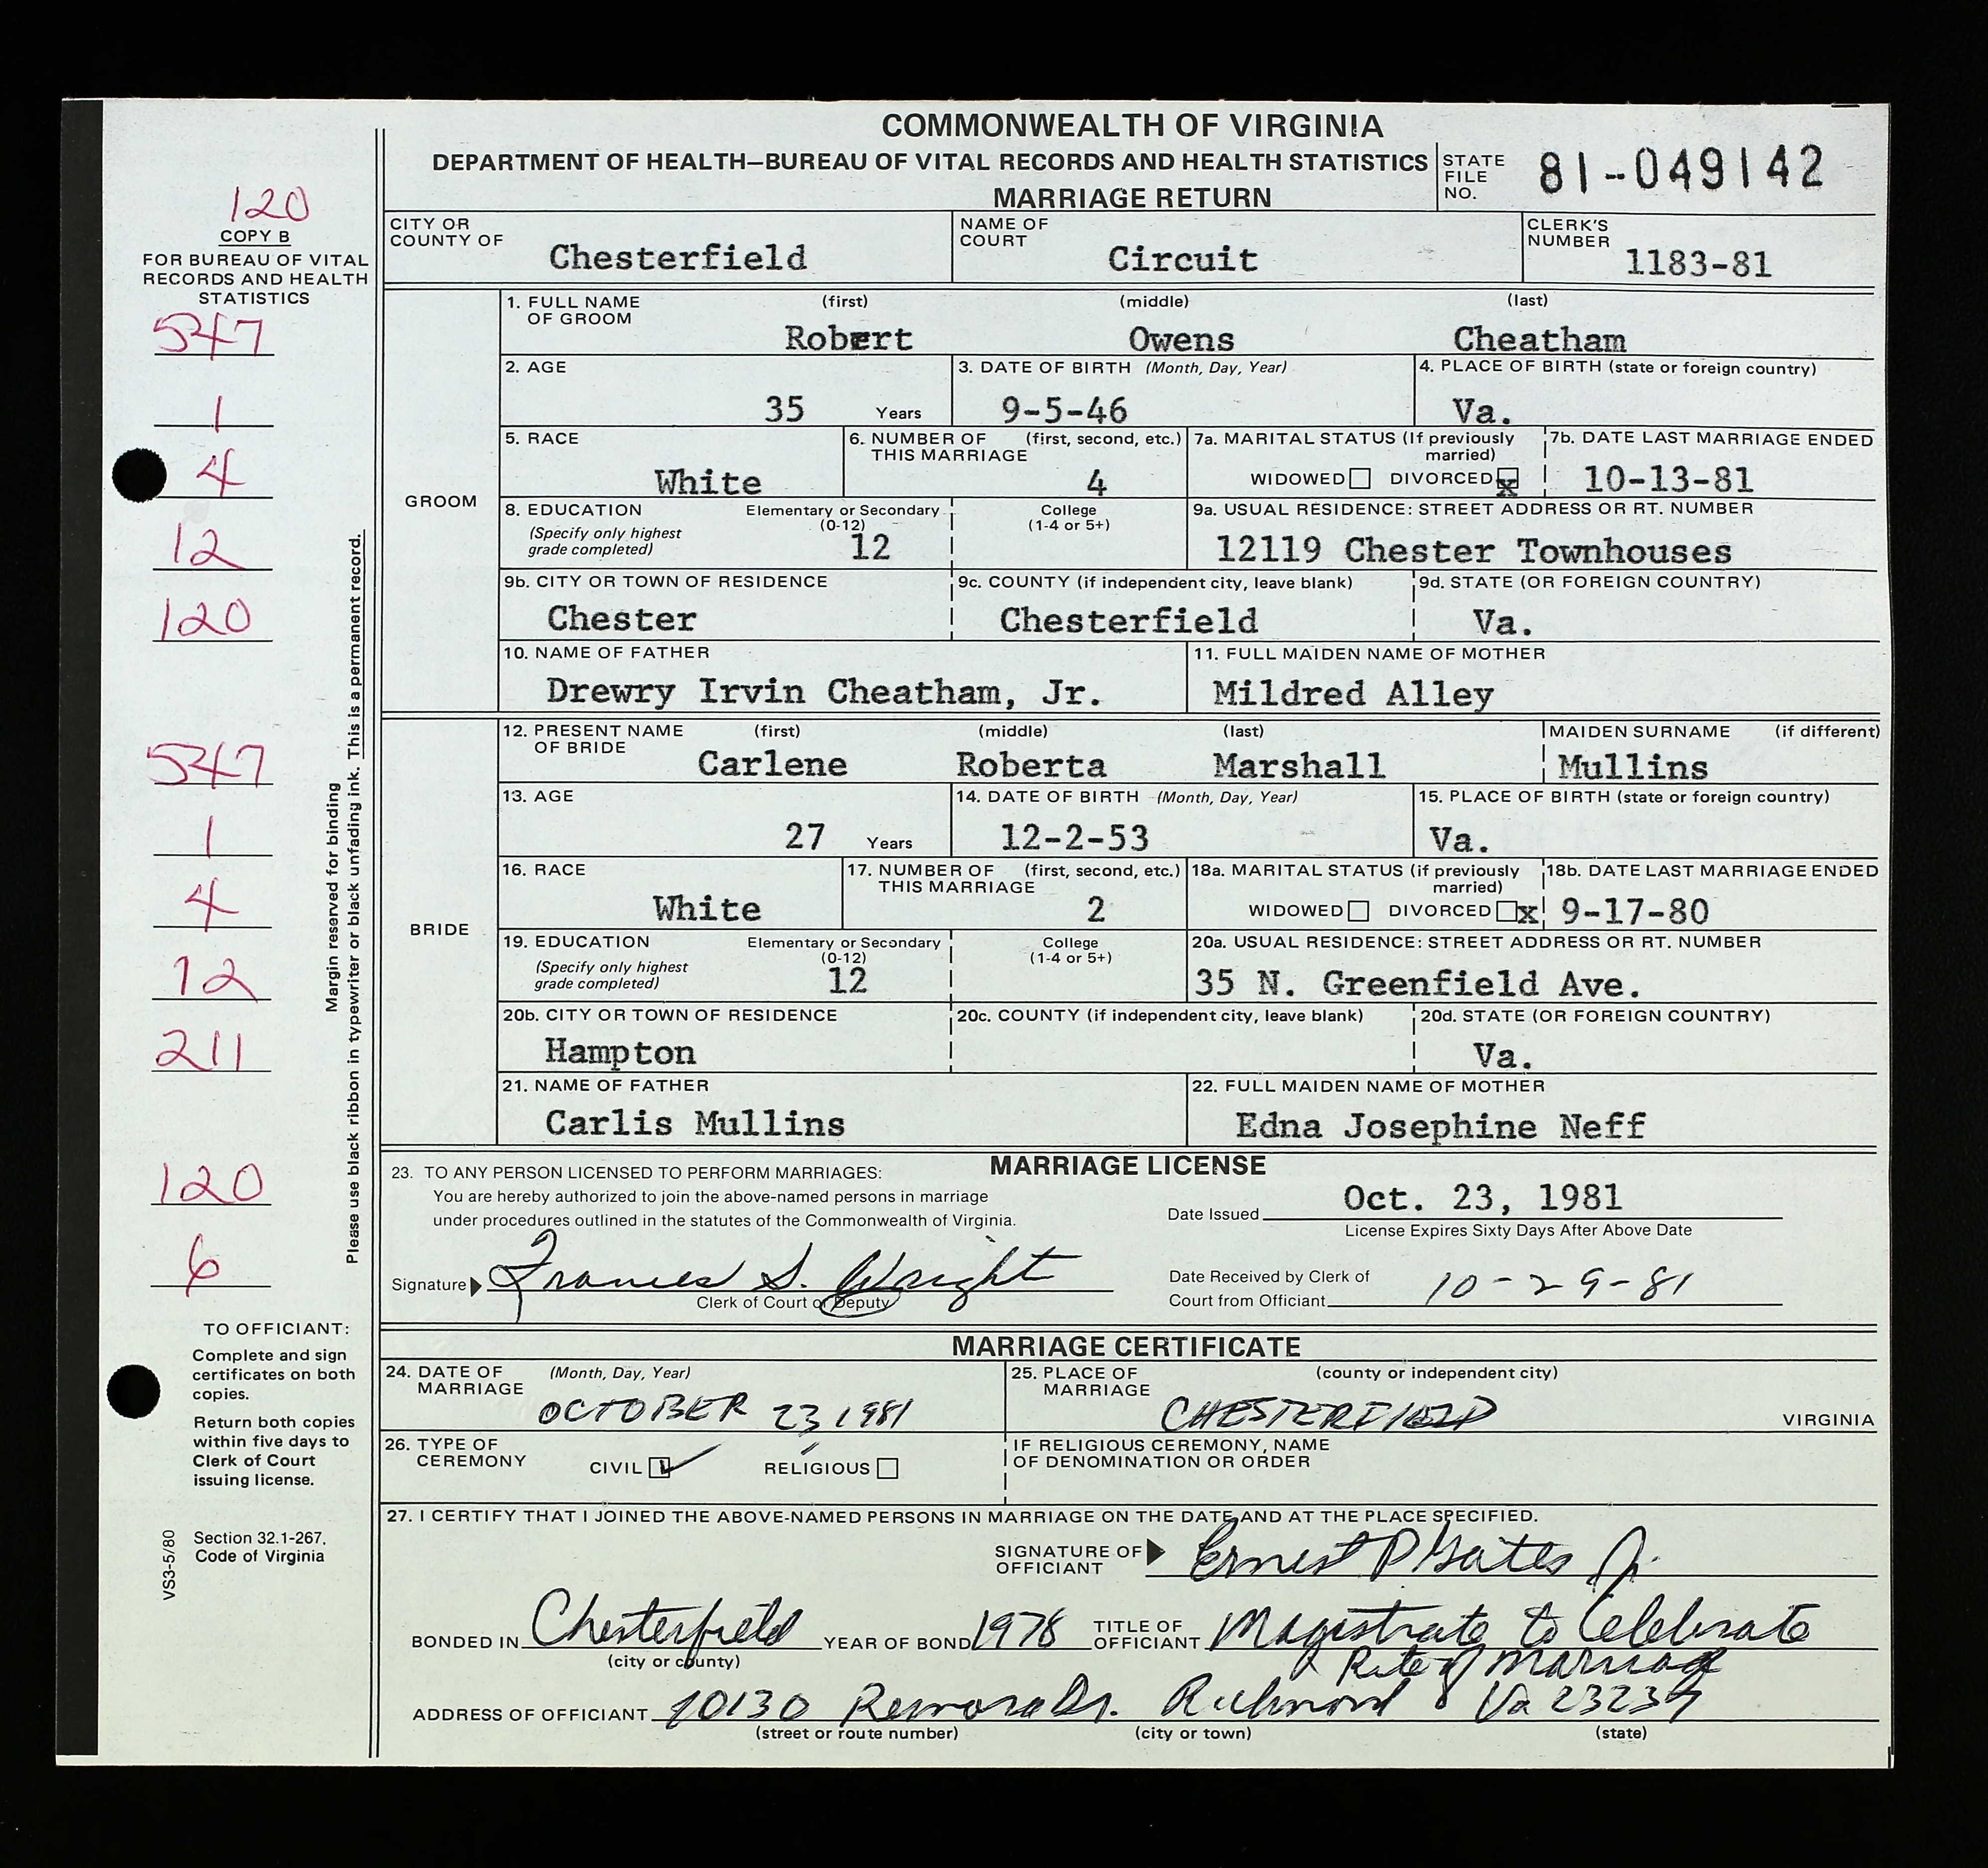 COMMONWEALTH OF VIRGINIA
DEPARTMENT OF HEALTH—BUREAU OF VITAL RECORDS AND HEALTH STATISTICS
MARRIAGE RETURN
STATE FILE NO. 81-049142
120
COPY B
FOR BUREAU OF VITAL
RECORDS AND HEALTH
STATISTICS
547
1
4
12
120
547
1
4
12
211
120
6
Margin reserved for binding
Please use black ribbon in typewriter or black unfading ink. This is a permanent record.
TO OFFICIANT:
Complete and sign
certificates on both
copies.
Return both copies
within five days to
Clerk of Court
issuing license.
Section 32.1-267,
Code of Virginia
VS3-5/80
CITY OR COUNTY OF Chesterfield
NAME OF COURT Circuit
CLERK'S NUMBER 1183-81
GROOM
1. FULL NAME OF GROOM (first) (middle) (last)
Robert Owens Cheatham
2. AGE 35 Years
3. DATE OF BIRTH (Month, Day, Year) 9-5-46
4. PLACE OF BIRTH (state or foreign country) Va.
5. RACE White
6. NUMBER OF THIS MARRIAGE (first, second, etc.) 4
7a. MARITAL STATUS (If previously married) WIDOWED DIVORCED x
7b. DATE LAST MARRIAGE ENDED 10-13-81
8. EDUCATION (Specify only highest grade completed) Elementary or Secondary (0-12) 12 College (1-4 or 5+)
9a. USUAL RESIDENCE: STREET ADDRESS OR RT. NUMBER 12119 Chester Townhouses
9b. CITY OR TOWN OF RESIDENCE Chester
9c. COUNTY (if independent city, leave blank) Chesterfield
9d. STATE (OR FOREIGN COUNTRY) Va.
10. NAME OF FATHER Drewry Irvin Cheatham, Jr.
11. FULL MAIDEN NAME OF MOTHER Mildred Alley
BRIDE
12. PRESENT NAME OF BRIDE (first) (middle) (last) MAIDEN SURNAME (if different)
Carlene Roberta Marshall Mullins
13. AGE 27 Years
14. DATE OF BIRTH (Month, Day, Year) 12-2-53
15. PLACE OF BIRTH (state or foreign country) Va.
16. RACE White
17. NUMBER OF THIS MARRIAGE (first, second, etc.) 2
18a. MARITAL STATUS (if previously married) WIDOWED DIVORCED x
18b. DATE LAST MARRIAGE ENDED 9-17-80
19. EDUCATION (Specify only highest grade completed) Elementary or Secondary (0-12) 12 College (1-4 or 5+)
20a. USUAL RESIDENCE: STREET ADDRESS OR RT. NUMBER 35 N. Greenfield Ave.
20b. CITY OR TOWN OF RESIDENCE Hampton
20c. COUNTY (if independent city, leave blank)
20d. STATE (OR FOREIGN COUNTRY) Va.
21. NAME OF FATHER Carlis Mullins
22. FULL MAIDEN NAME OF MOTHER Edna Josephine Neff
MARRIAGE LICENSE
23. TO ANY PERSON LICENSED TO PERFORM MARRIAGES:
You are hereby authorized to join the above-named persons in marriage
under procedures outlined in the statutes of the Commonwealth of Virginia.
Date Issued Oct. 23, 1981
License Expires Sixty Days After Above Date
Signature Frances S. Wright
Clerk of Court or Deputy
Date Received by Clerk of
Court from Officiant 10-29-81
MARRIAGE CERTIFICATE
24. DATE OF MARRIAGE (Month, Day, Year) OCTOBER 23, 1981
25. PLACE OF MARRIAGE (county or independent city) CHESTERFIELD VIRGINIA
26. TYPE OF CEREMONY CIVIL RELIGIOUS
IF RELIGIOUS CEREMONY, NAME
OF DENOMINATION OR ORDER
27. I CERTIFY THAT I JOINED THE ABOVE-NAMED PERSONS IN MARRIAGE ON THE DATE AND AT THE PLACE SPECIFIED.
SIGNATURE OF OFFICIANT Ernest P Gates Jr.
BONDED IN Chesterfield YEAR OF BOND 1978 TITLE OF OFFICIANT Magistrate to Celebrate
(city or county) Rite of Marriage
ADDRESS OF OFFICIANT 10130 Dr. Richmond Va
(street or route number) (city or town) (state)